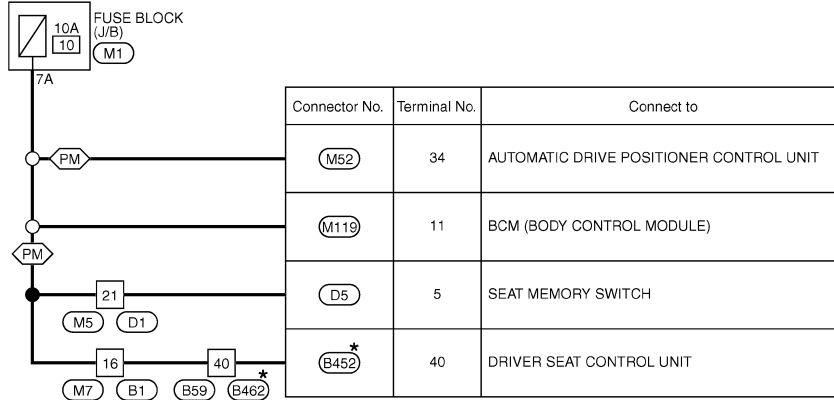 FUSE BLOCK
(J/B)
10A
10
M1
7A
Connector No. Terminal No. Connect to
PM M52 34 AUTOMATIC DRIVE POSITIONER CONTROL UNIT
M119 11 BCM (BODY CONTROL MODULE)
PM
21 D5 5 SEAT MEMORY SWITCH
M5 D1
16 40 B452* 40 DRIVER SEAT CONTROL UNIT
M7 B1 B59 B462*